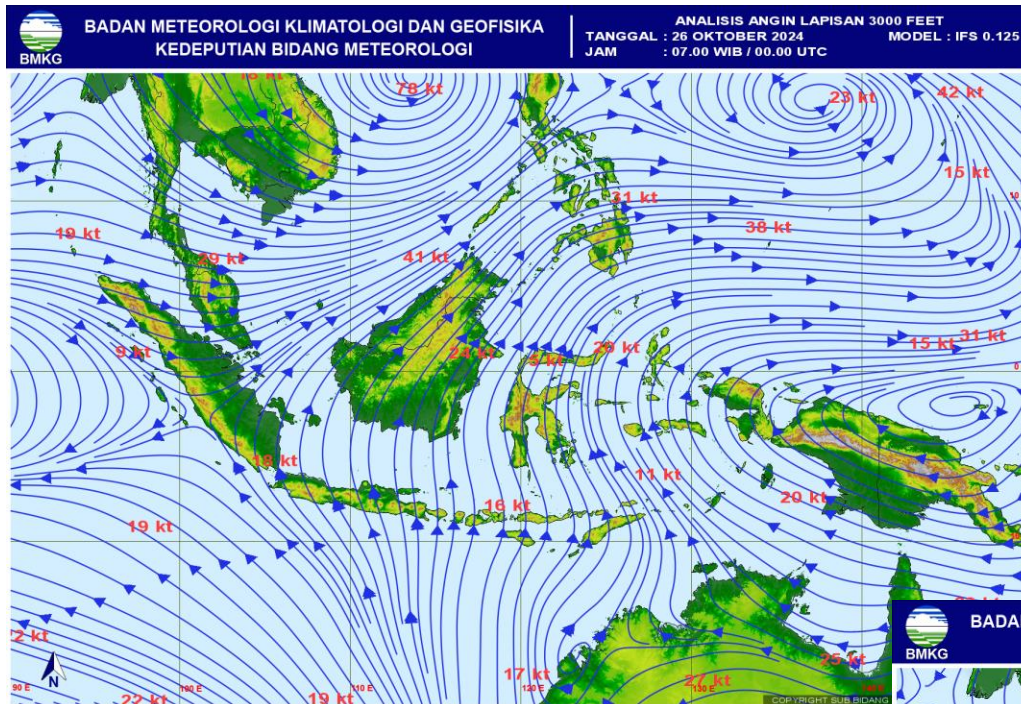 BMKG
BADAN METEOROLOGI KLIMATOLOGI DAN GEOFISIKA
KEDEPUTIAN BIDANG METEOROLOGI
ANALISIS ANGIN LAPISAN 3000 FEET
TANGGAL : 26 OKTOBER 2024 MODEL : IFS 0.125
JAM : 07.00 WIB / 00.00 UTC
78 kt
23 kt
42 kt
15 kt
10
31 kt
19 kt
38 kt
29 kt
41 kt
9 kt
24 kt
5 kt
20 kt
15 kt
31 kt
0
18 kt
11 kt
16 kt
20 kt
19 kt
BMKG
BADA
25 kt
17 kt
27 kt
22 kt
19 kt
90 E
100 E
110 E
120 E
130 E
N
COPYRIGHT SUB BIDANG